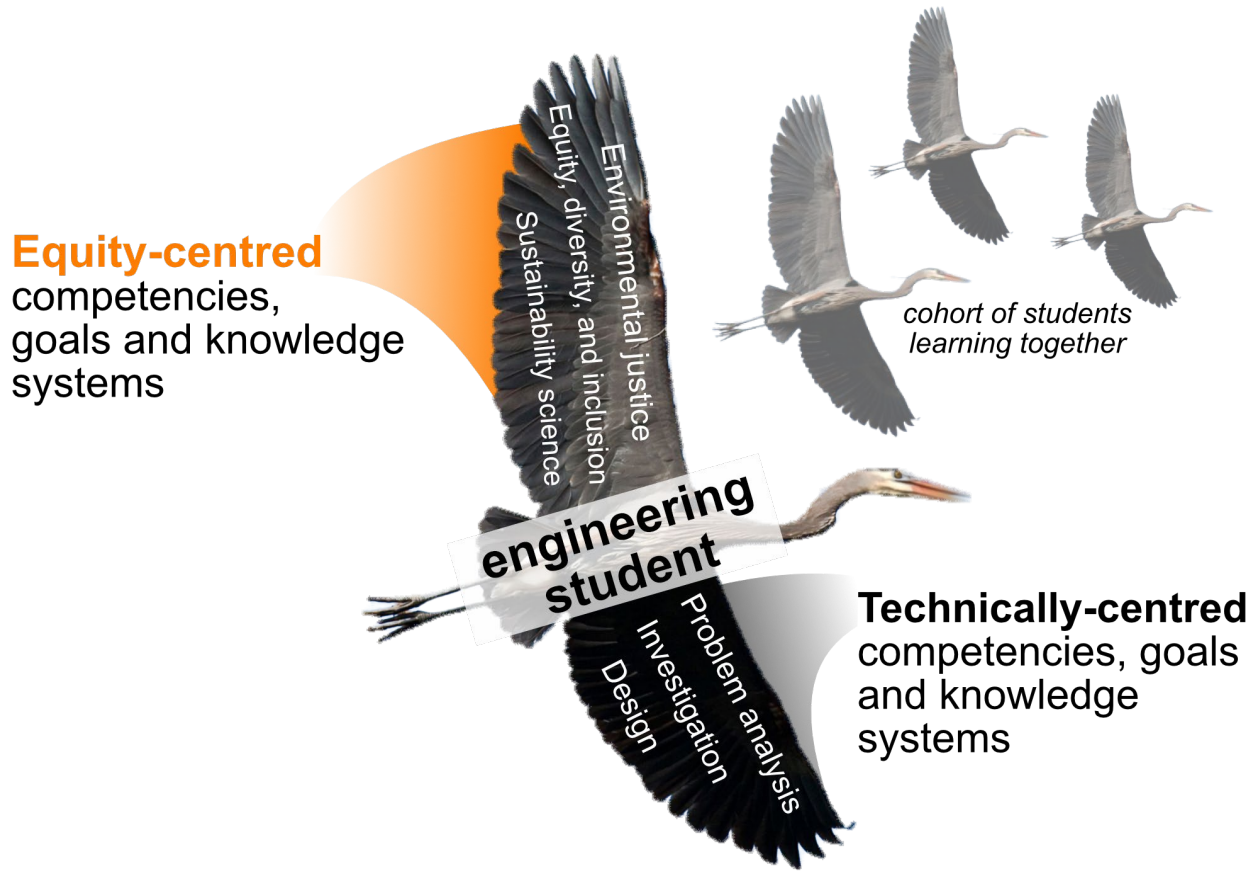 Equity-centred
competencies,
goals and knowledge
systems
Environmental justice
Equity, diversity, and inclusion
Sustainability science
cohort of students
learning together
engineering
student
Problem analysis
Investigation
Design
Technically-centred
competencies, goals
and knowledge
systems